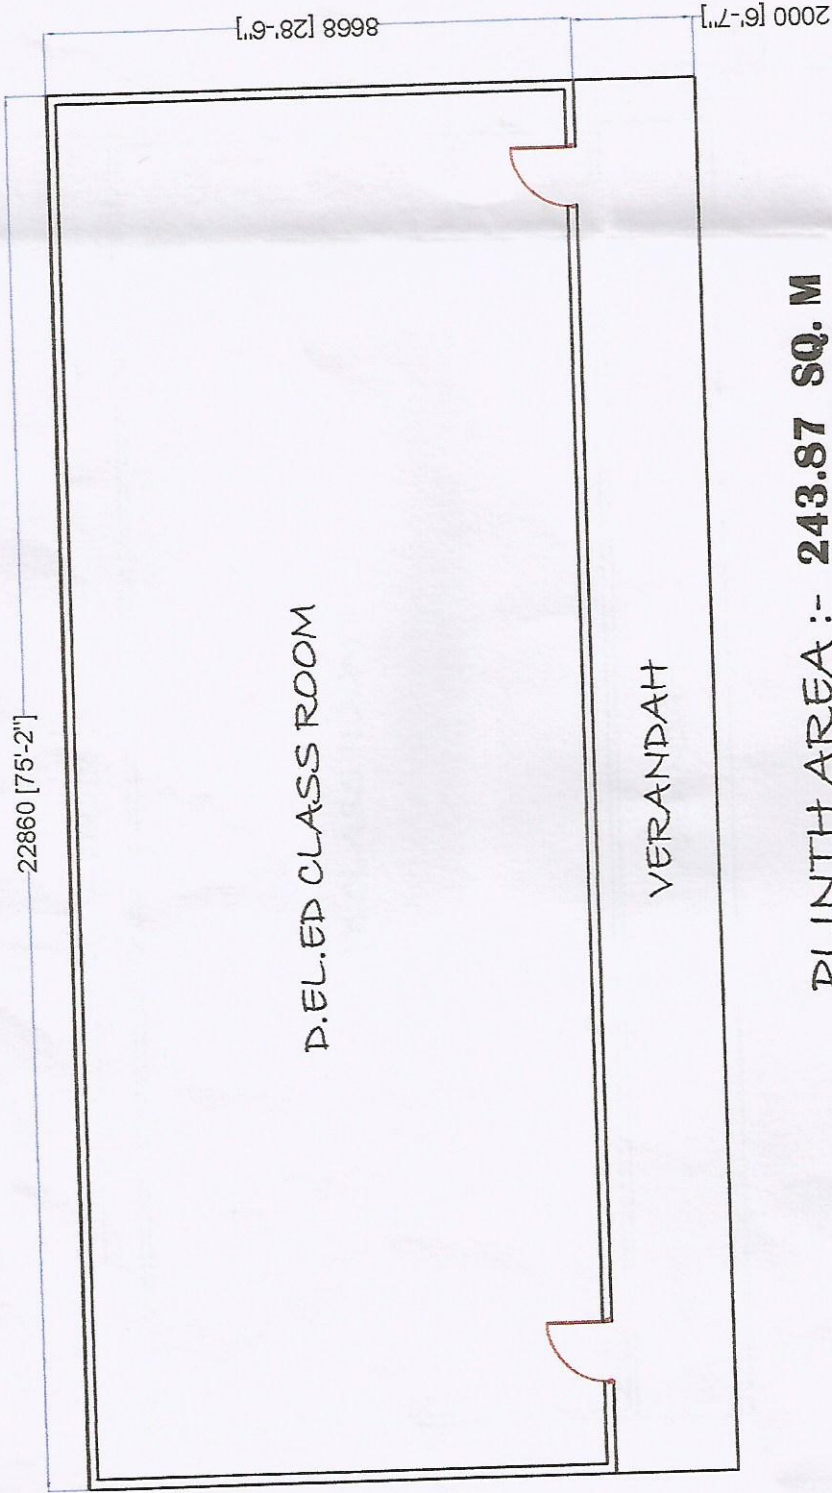 22860 [75'-2"]
8668 [28'-6"]
D.EL.ED CLASS ROOM
VERANDAH
2000 [6'-7"]
PLINTH AREA :- 243.87 SQ. M